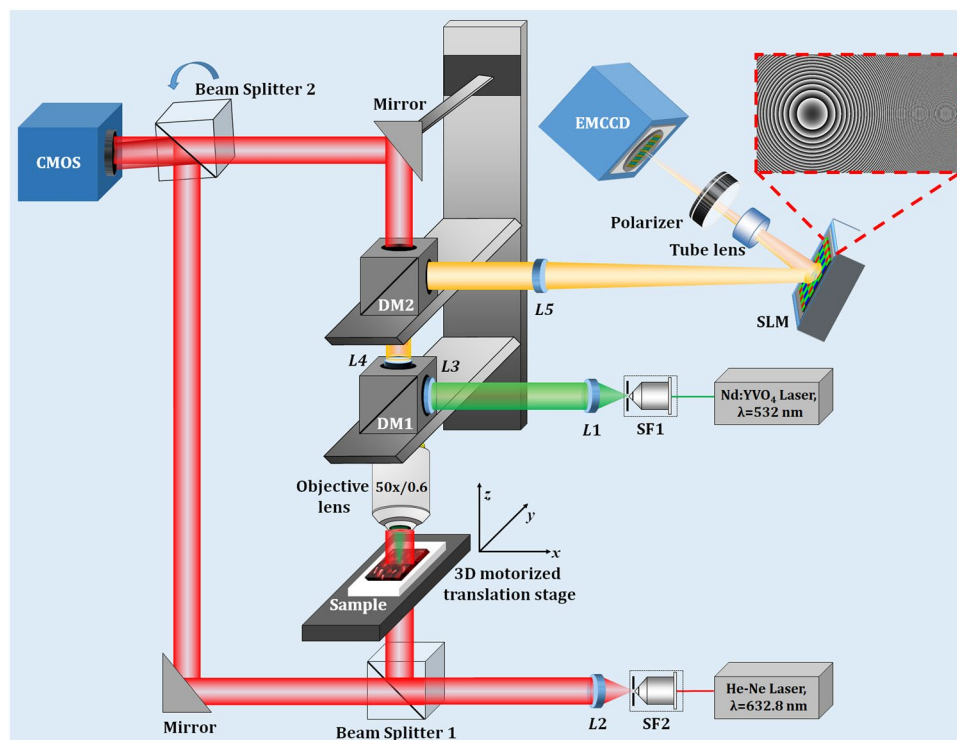 Beam Splitter 2
Mirror
EMCCD
CMOS
Polarizer
Tube lens
DM2
L5
SLM
L4
L3
Nd:YVO₄ Laser,
λ=532 nm
DM1
L1
SF1
Objective
lens
50x/0.6
z
y
x
3D motorized
translation stage
Sample
He-Ne Laser,
λ=632.8 nm
L2
SF2
Mirror
Beam Splitter 1